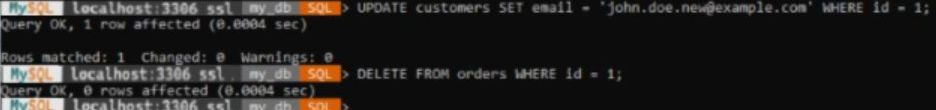 MySQL localhost:3306 ssl my_db SQL > UPDATE customers SET email = 'john.doe.new@example.com' WHERE id = 1;
Query OK, 1 row affected (0.0004 sec)
Rows matched: 1 Changed: 0 Warnings: 0
MySQL localhost:3306 ssl my_db SQL > DELETE FROM orders WHERE id = 1;
Query OK, 0 rows affected (0.0004 sec)
MySQL localhost:3306 ssl my_db SQL >